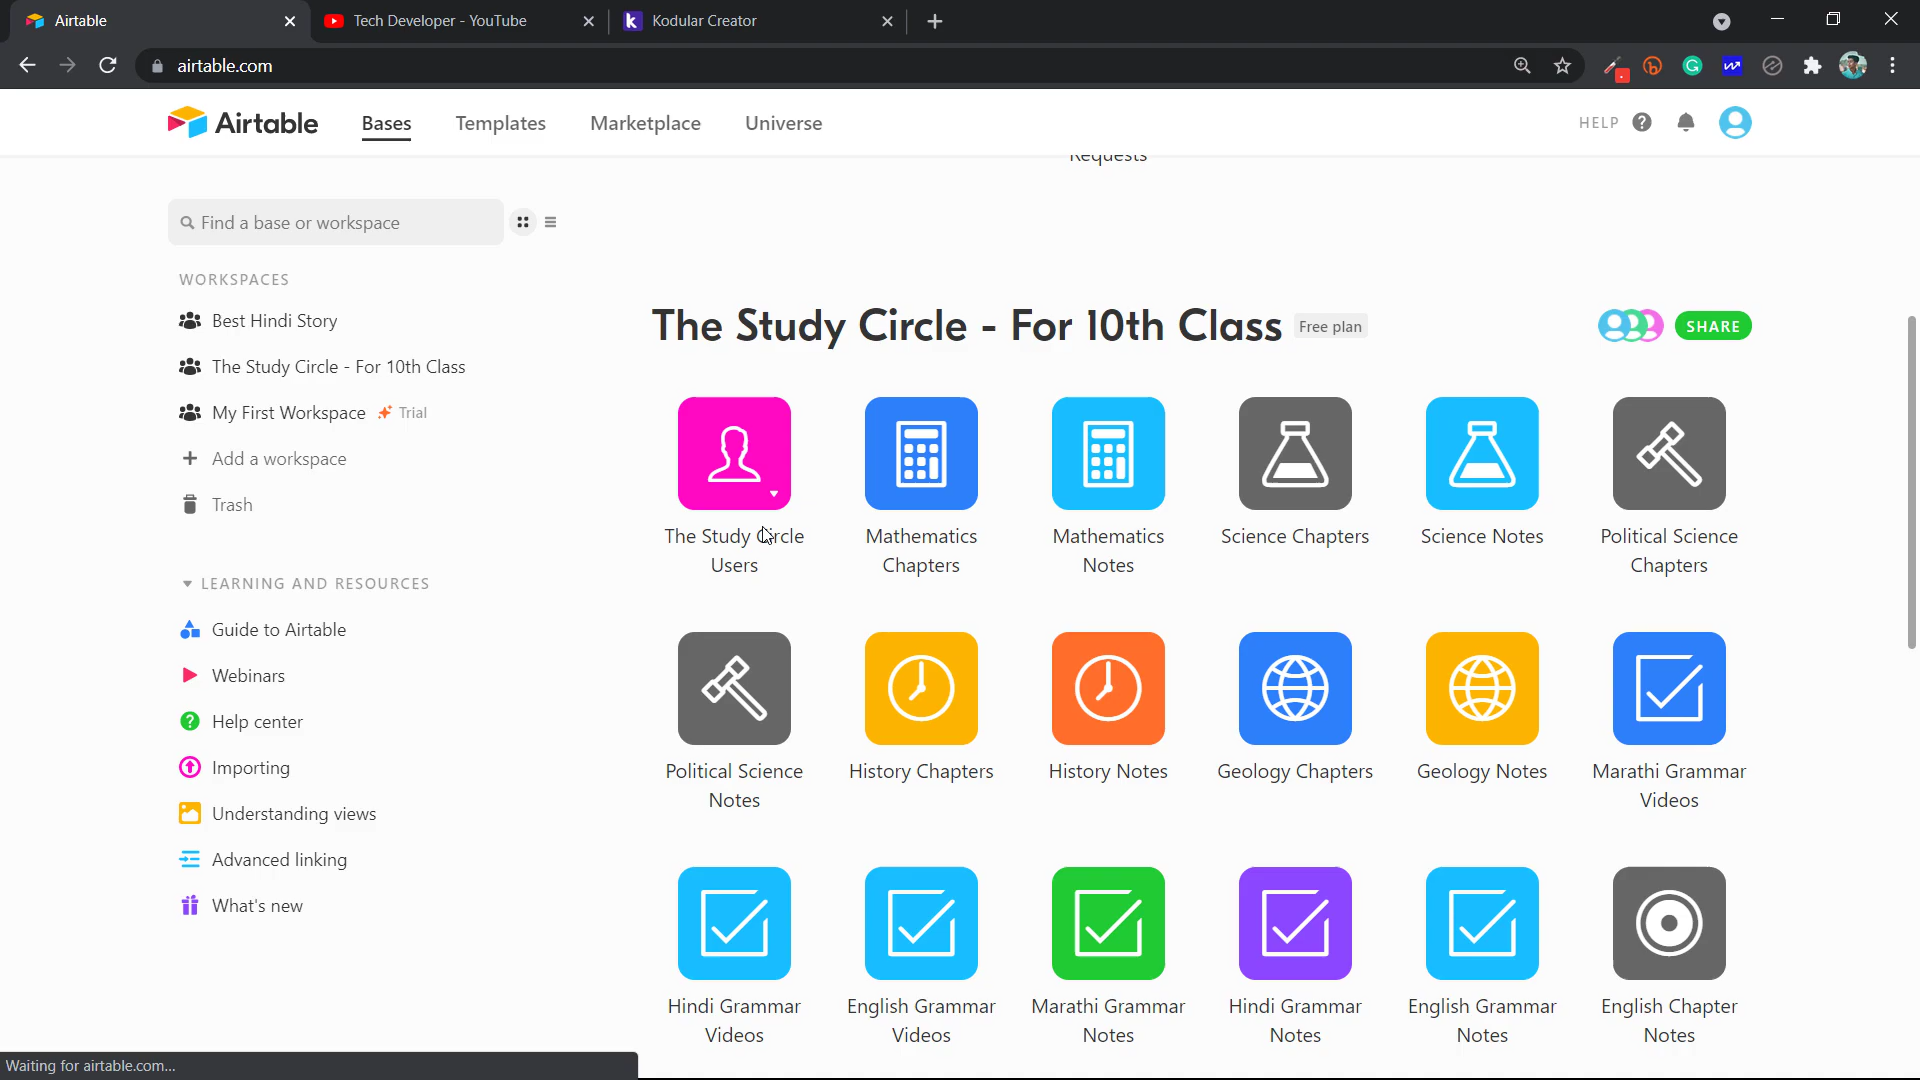 Airtable
Tech Developer - YouTube
Kodular Creator
airtable.com
Airtable
Bases
Templates
Marketplace
Universe
HELP
Requests
Find a base or workspace
WORKSPACES
Best Hindi Story
The Study Circle - For 10th Class
My First Workspace Trial
Add a workspace
Trash
LEARNING AND RESOURCES
Guide to Airtable
Webinars
Help center
Importing
Understanding views
Advanced linking
What's new
The Study Circle - For 10th Class Free plan
SHARE
The Study Circle
Users
Mathematics
Chapters
Mathematics
Notes
Science Chapters
Science Notes
Political Science
Chapters
Political Science
Notes
History Chapters
History Notes
Geology Chapters
Geology Notes
Marathi Grammar
Videos
Hindi Grammar
Videos
English Grammar
Videos
Marathi Grammar
Notes
Hindi Grammar
Notes
English Grammar
Notes
English Chapter
Notes
Waiting for airtable.com...